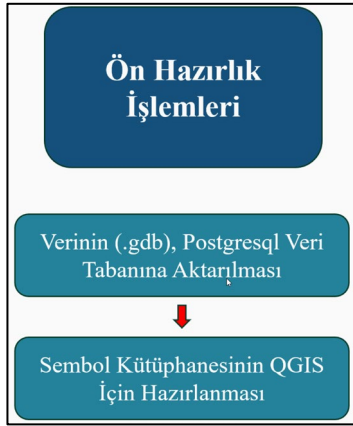 Ön Hazırlık
İşlemleri
Verinin (.gdb), Postgresql Veri
Tabanına Aktarılması
Sembol Kütüphanesinin QGIS
İçin Hazırlanması